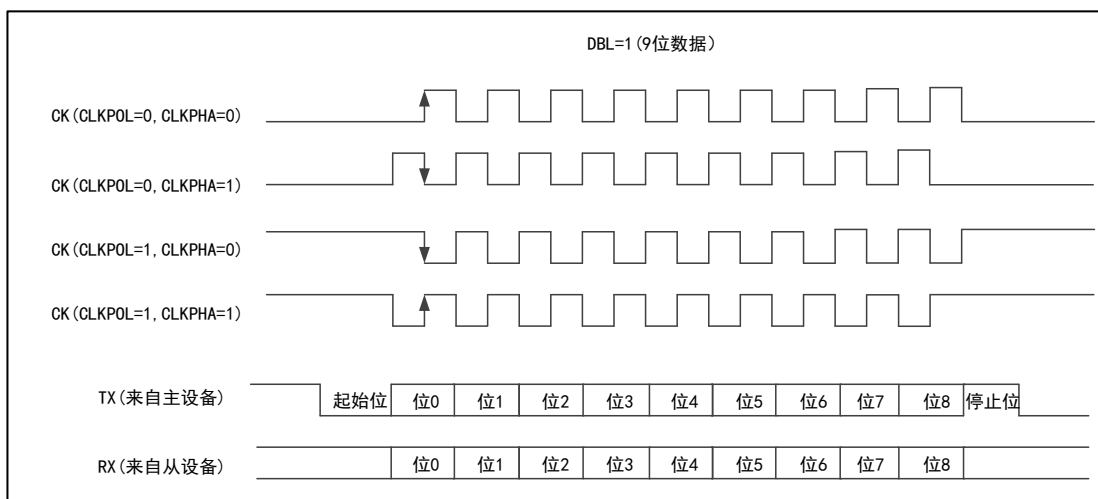 DBL=1(9位数据)
CK(CLKPOL=0,CLKPHA=0)
CK(CLKPOL=0,CLKPHA=1)
CK(CLKPOL=1,CLKPHA=0)
CK(CLKPOL=1,CLKPHA=1)
TX(来自主设备) 起始位 位0 位1 位2 位3 位4 位5 位6 位7 位8 停止位
RX(来自从设备) 位0 位1 位2 位3 位4 位5 位6 位7 位8